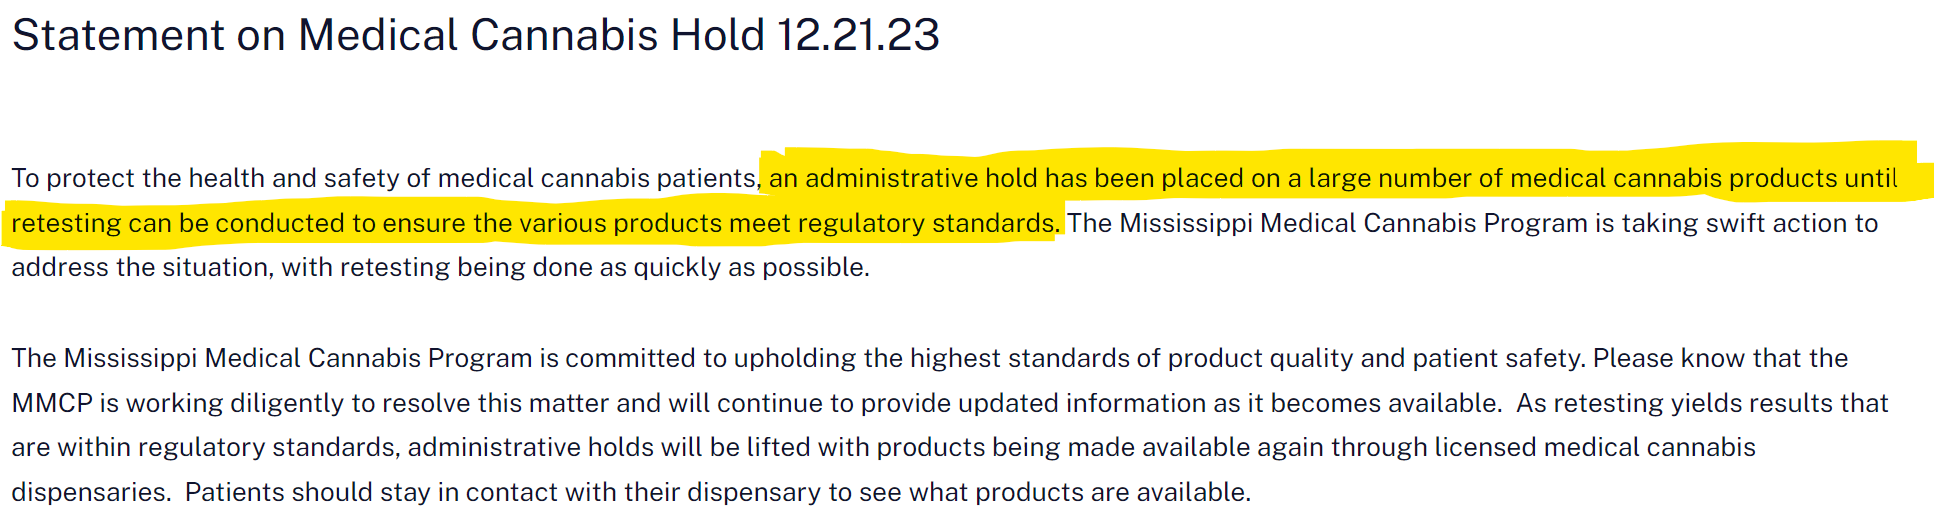 Statement on Medical Cannabis Hold 12.21.23
To protect the health and safety of medical cannabis patients, an administrative hold has been placed on a large number of medical cannabis products until
retesting can be conducted to ensure the various products meet regulatory standards. The Mississippi Medical Cannabis Program is taking swift action to
address the situation, with retesting being done as quickly as possible.
The Mississippi Medical Cannabis Program is committed to upholding the highest standards of product quality and patient safety. Please know that the
MMCP is working diligently to resolve this matter and will continue to provide updated information as it becomes available.  As retesting yields results that
are within regulatory standards, administrative holds will be lifted with products being made available again through licensed medical cannabis
dispensaries.  Patients should stay in contact with their dispensary to see what products are available.